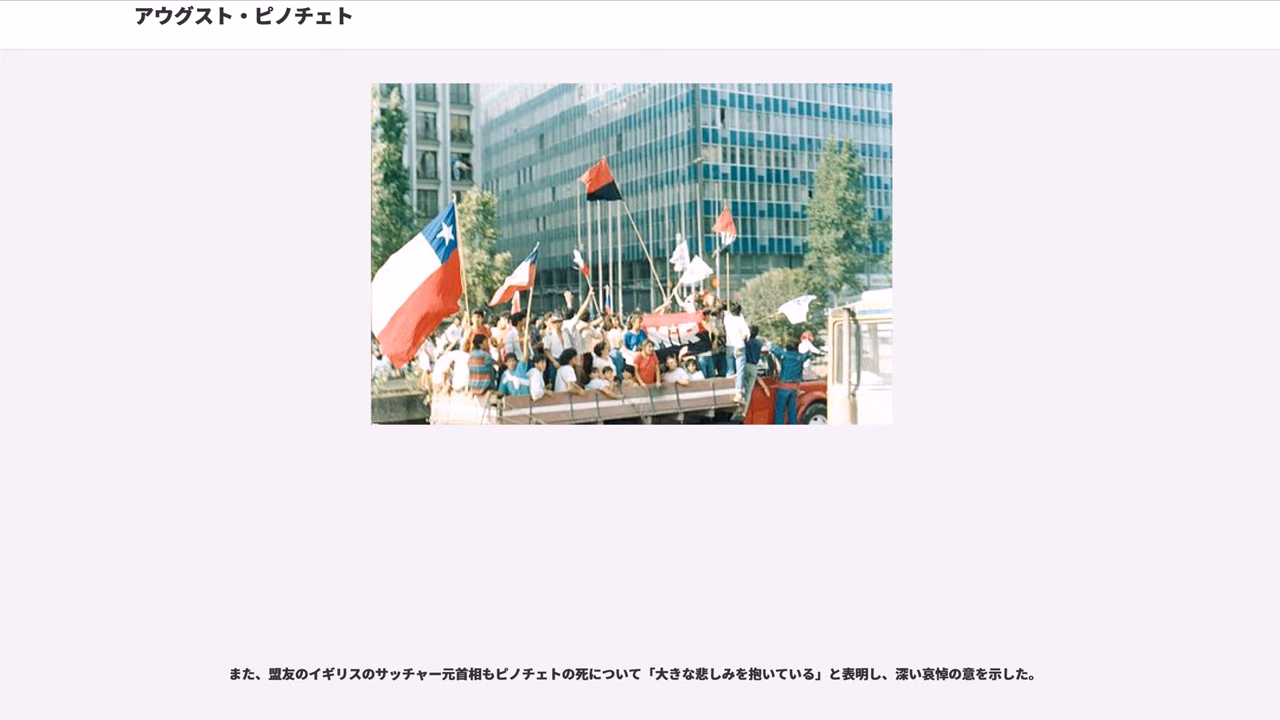 アウグスト・ピノチェト
MIR
また、盟友のイギリスのサッチャー元首相もピノチェトの死について「大きな悲しみを抱いている」と表明し、深い哀悼の意を示した。